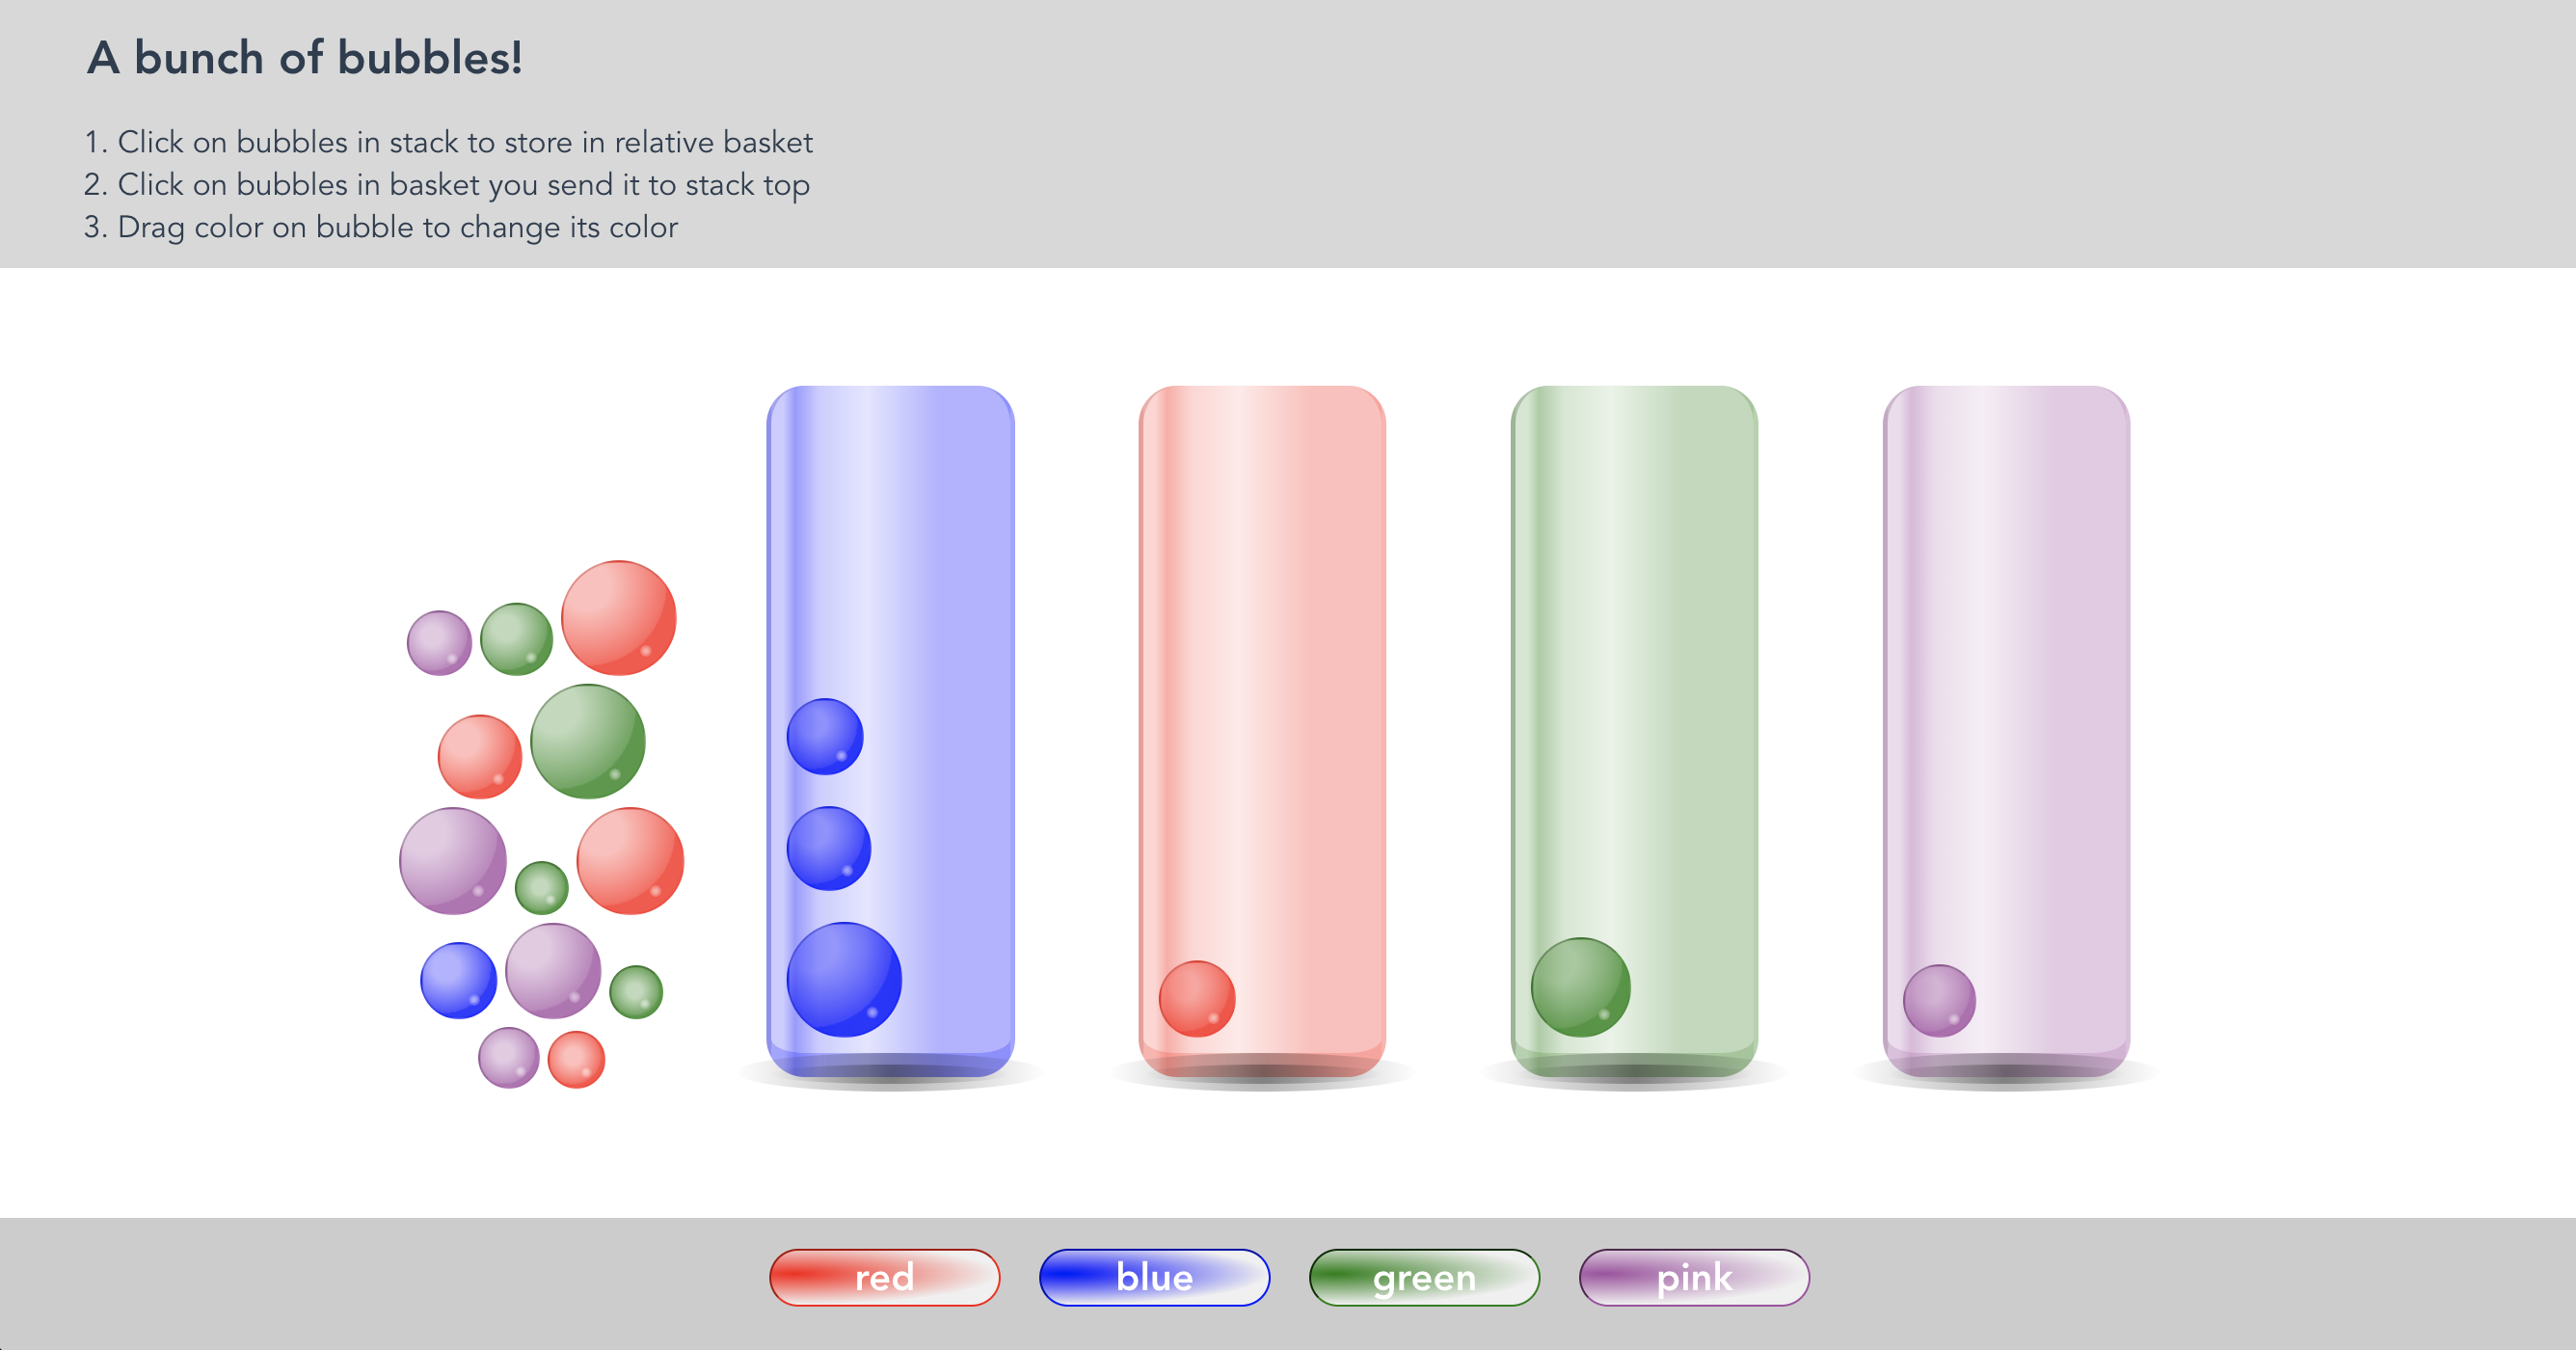 A bunch of bubbles!
1. Click on bubbles in stack to store in relative basket
2. Click on bubbles in basket you send it to stack top
3. Drag color on bubble to change its color
red
blue
green
pink